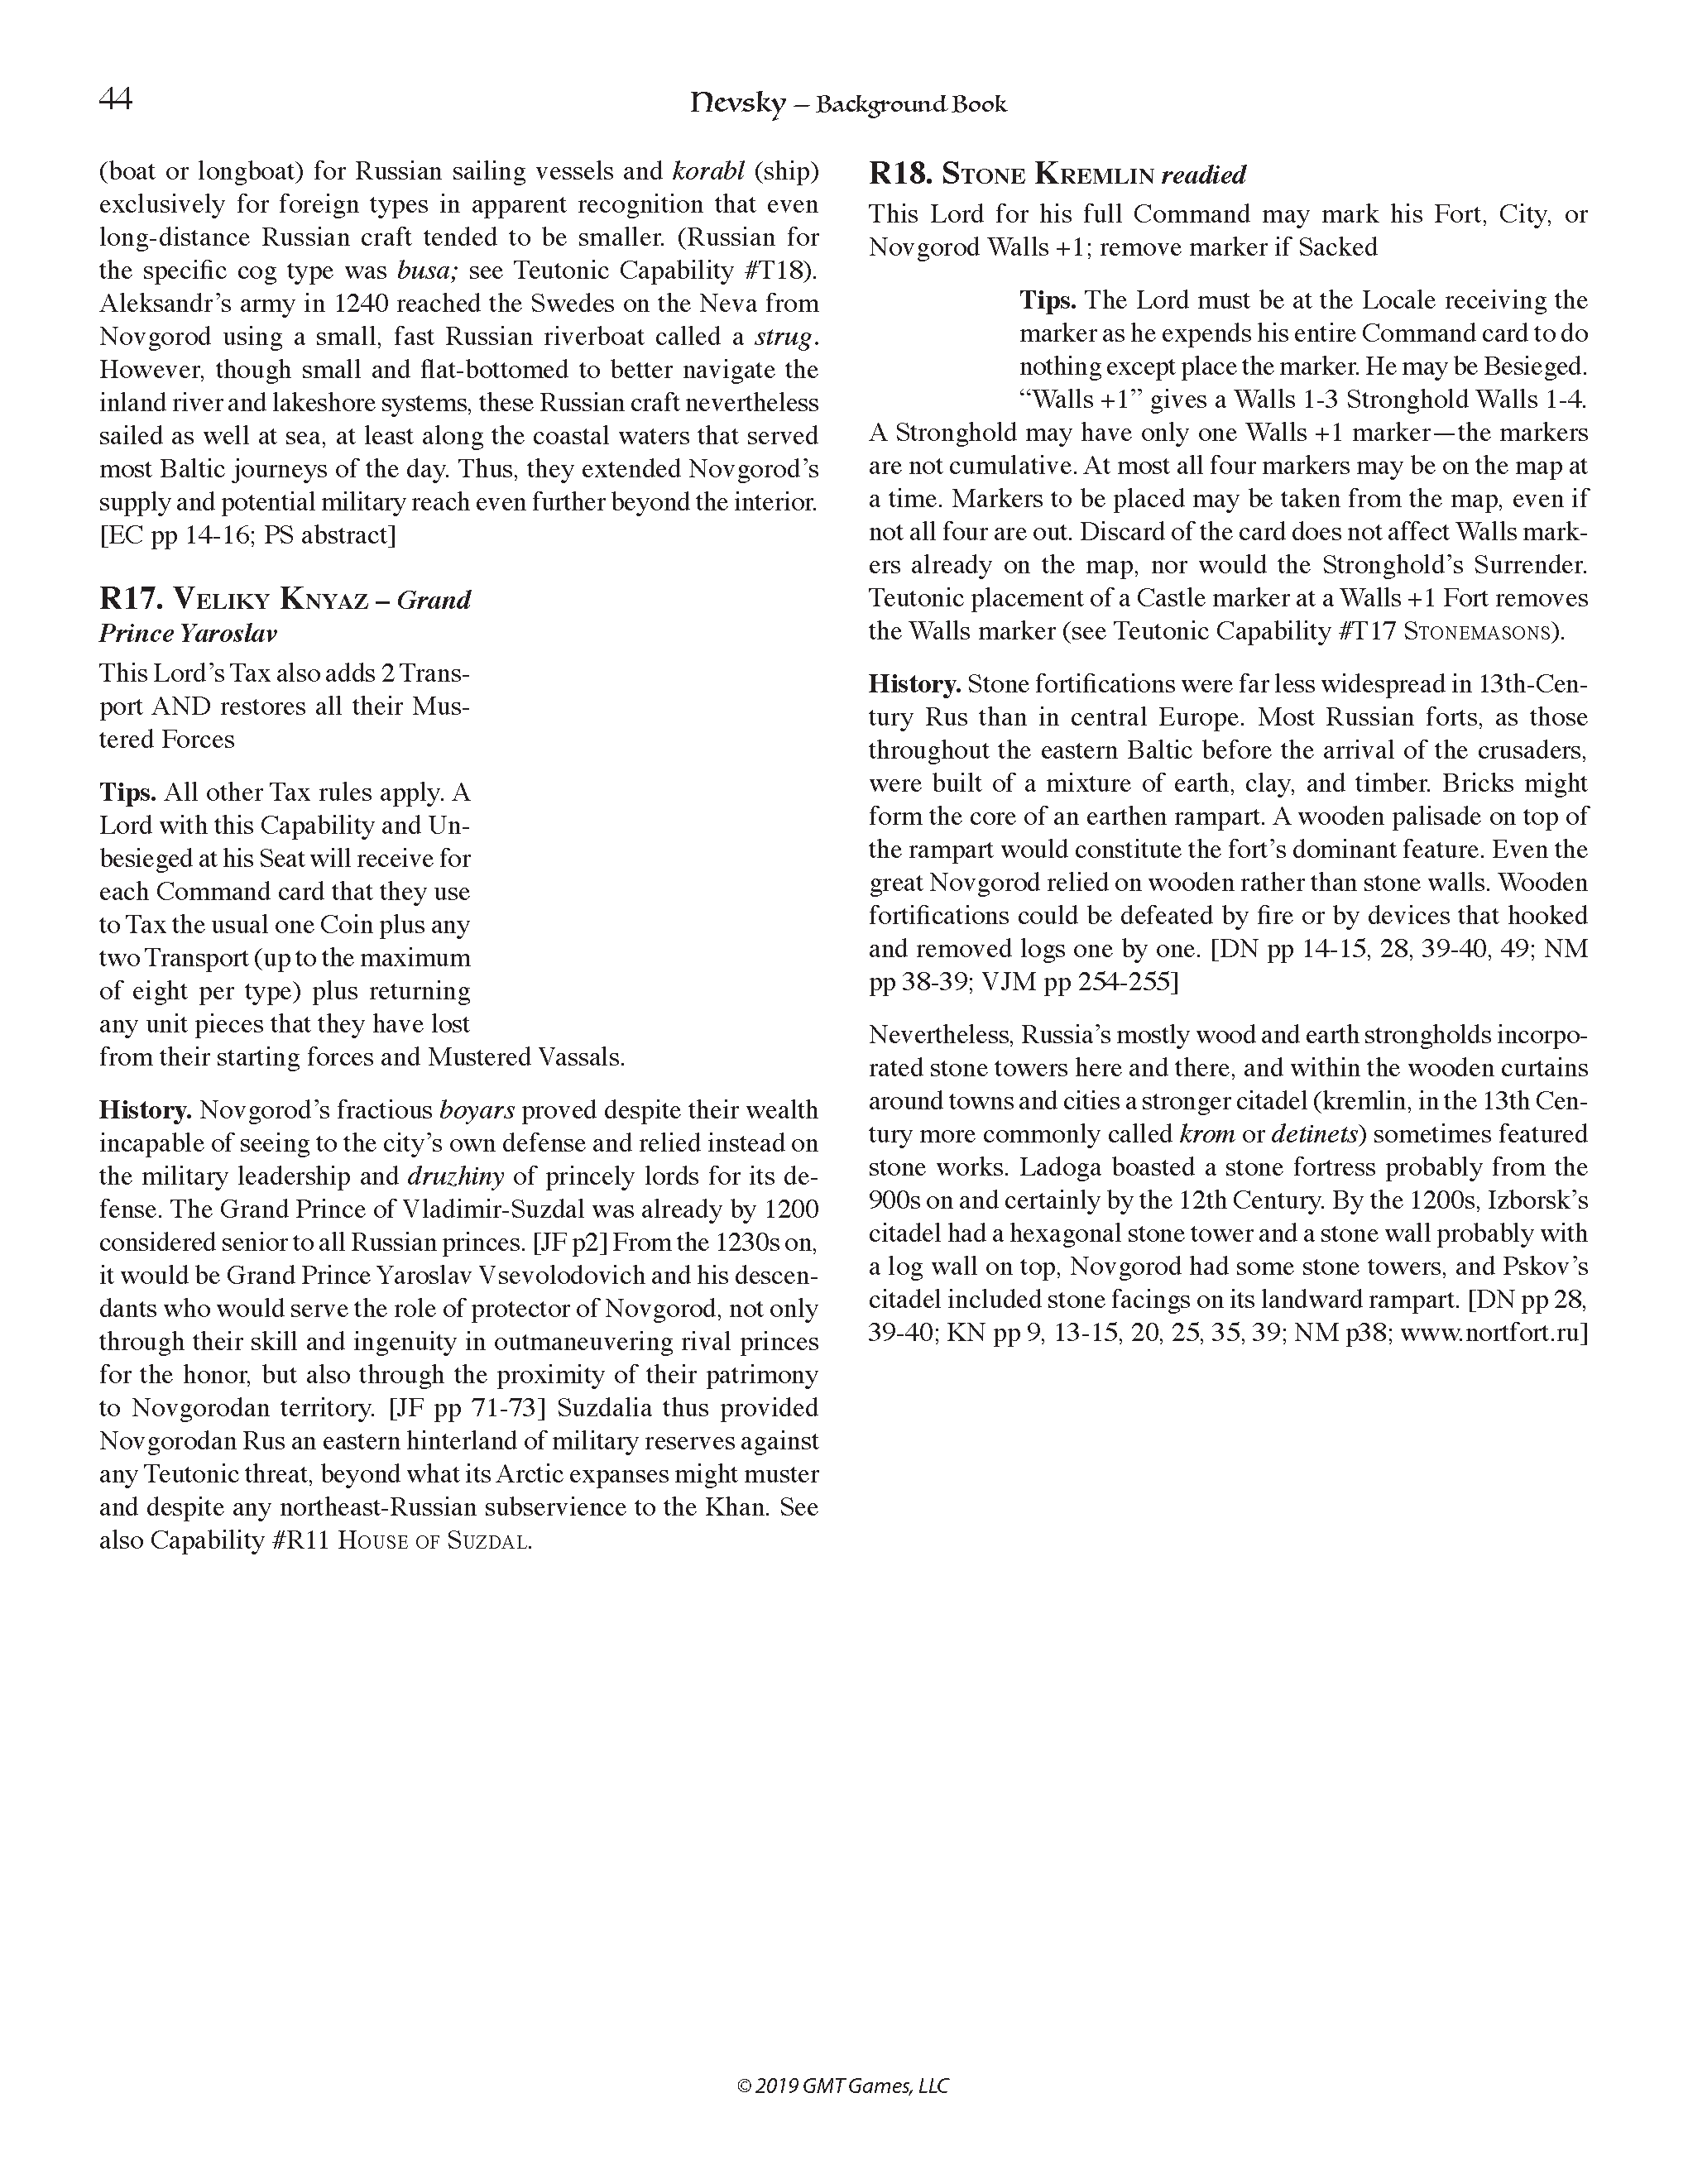 44
Nevsky – Background Book
(boat or longboat) for Russian sailing vessels and korabl (ship)
exclusively for foreign types in apparent recognition that even
long-distance Russian craft tended to be smaller. (Russian for
the specific cog type was busa; see Teutonic Capability #T18).
Aleksandr’s army in 1240 reached the Swedes on the Neva from
Novgorod using a small, fast Russian riverboat called a strug.
However, though small and flat-bottomed to better navigate the
inland river and lakeshore systems, these Russian craft nevertheless
sailed as well at sea, at least along the coastal waters that served
most Baltic journeys of the day. Thus, they extended Novgorod’s
supply and potential military reach even further beyond the interior.
[EC pp 14-16; PS abstract]
R17. Veliky Knyaz – Grand
Prince Yaroslav
This Lord’s Tax also adds 2 Trans-
port AND restores all their Mus-
tered Forces
Tips. All other Tax rules apply. A
Lord with this Capability and Un-
besieged at his Seat will receive for
each Command card that they use
to Tax the usual one Coin plus any
two Transport (up to the maximum
of eight per type) plus returning
any unit pieces that they have lost
from their starting forces and Mustered Vassals.
History. Novgorod’s fractious boyars proved despite their wealth
incapable of seeing to the city’s own defense and relied instead on
the military leadership and druzhiny of princely lords for its de-
fense. The Grand Prince of Vladimir-Suzdal was already by 1200
considered senior to all Russian princes. [JF p2] From the 1230s on,
it would be Grand Prince Yaroslav Vsevolodovich and his descen-
dants who would serve the role of protector of Novgorod, not only
through their skill and ingenuity in outmaneuvering rival princes
for the honor, but also through the proximity of their patrimony
to Novgorodan territory. [JF pp 71-73] Suzdalia thus provided
Novgorodan Rus an eastern hinterland of military reserves against
any Teutonic threat, beyond what its Arctic expanses might muster
and despite any northeast-Russian subservience to the Khan. See
also Capability #R11 House of Suzdal.
R18. Stone Kremlin readied
This Lord for his full Command may mark his Fort, City, or
Novgorod Walls +1; remove marker if Sacked
Tips. The Lord must be at the Locale receiving the
marker as he expends his entire Command card to do
nothing except place the marker. He may be Besieged.
“Walls +1” gives a Walls 1-3 Stronghold Walls 1-4.
A Stronghold may have only one Walls +1 marker—the markers
are not cumulative. At most all four markers may be on the map at
a time. Markers to be placed may be taken from the map, even if
not all four are out. Discard of the card does not affect Walls mark-
ers already on the map, nor would the Stronghold’s Surrender.
Teutonic placement of a Castle marker at a Walls +1 Fort removes
the Walls marker (see Teutonic Capability #T17 Stonemasons).
History. Stone fortifications were far less widespread in 13th-Cen-
tury Rus than in central Europe. Most Russian forts, as those
throughout the eastern Baltic before the arrival of the crusaders,
were built of a mixture of earth, clay, and timber. Bricks might
form the core of an earthen rampart. A wooden palisade on top of
the rampart would constitute the fort’s dominant feature. Even the
great Novgorod relied on wooden rather than stone walls. Wooden
fortifications could be defeated by fire or by devices that hooked
and removed logs one by one. [DN pp 14-15, 28, 39-40, 49; NM
pp 38-39; VJM pp 254-255]
Nevertheless, Russia’s mostly wood and earth strongholds incorpo-
rated stone towers here and there, and within the wooden curtains
around towns and cities a stronger citadel (kremlin, in the 13th Cen-
tury more commonly called krom or detinets) sometimes featured
stone works. Ladoga boasted a stone fortress probably from the
900s on and certainly by the 12th Century. By the 1200s, Izborsk’s
citadel had a hexagonal stone tower and a stone wall probably with
a log wall on top, Novgorod had some stone towers, and Pskov’s
citadel included stone facings on its landward rampart. [DN pp 28,
39-40; KN pp 9, 13-15, 20, 25, 35, 39; NM p38; www.nortfort.ru]
© 2019 GMT Games, LLC